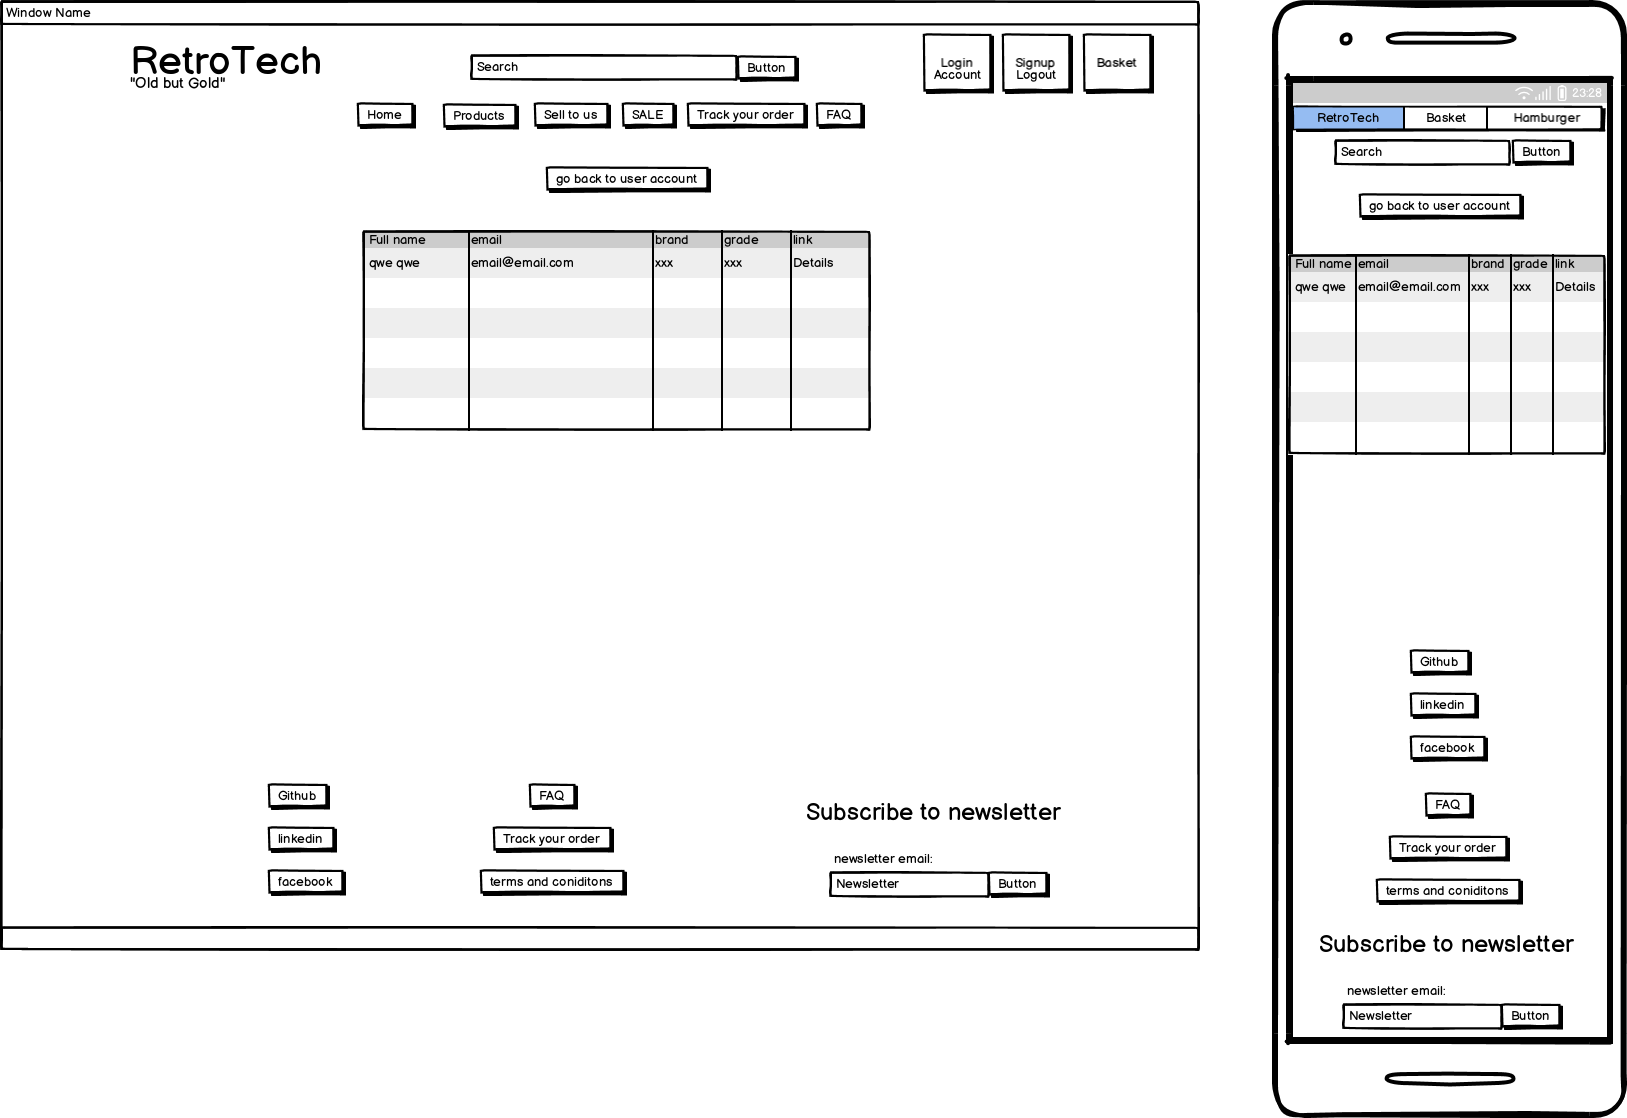 Window Name
RetroTech
"Old but Gold"
Search
Button
Login
Account
Signup
Logout
Basket
Home
Products
Sell to us
SALE
Track your order
FAQ
go back to user account
Full name email brand grade link
qwe qwe email@email.com xxx xxx Details
Github
linkedin
facebook
FAQ
Track your order
terms and coniditons
Subscribe to newsletter
newsletter email:
Newsletter
Button
23:28
RetroTech
Basket
Hamburger
Search
Button
go back to user account
Full name email brand grade link
qwe qwe email@email.com xxx xxx Details
Github
linkedin
facebook
FAQ
Track your order
terms and coniditons
Subscribe to newsletter
newsletter email:
Newsletter
Button